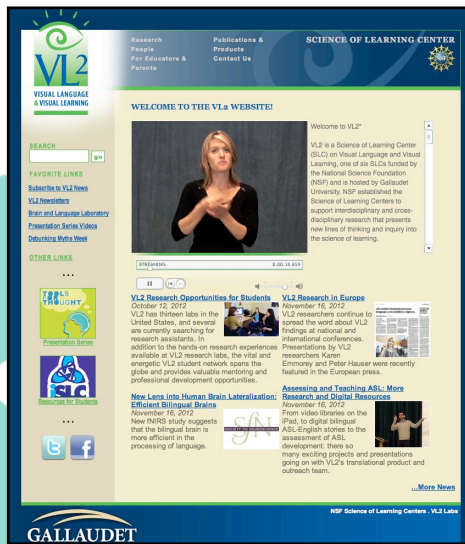 Research
People
For Educators &
Parents
Publications &
Products
Contact Us
SCIENCE OF LEARNING CENTER
VL2
VISUAL LANGUAGE
& VISUAL LEARNING
SEARCH
go
FAVORITE LINKS
Subscribe to VL2 News
VL2 Newsletters
Brain and Language Laboratory
Presentation Series Videos
Debunking Myths Week
OTHER LINKS
TOOLS
THOUGHT
Presentation Series
iSLC
Resources for Students
WELCOME TO THE VL2 WEBSITE!
Welcome to VL2"
VL2 is a Science of Learning Center
(SLC) on Visual Language and Visual
Learning, one of six SLCs funded by
the National Science Foundation
(NSF) and is hosted by Gallaudet
University. NSF established the
Science of Learning Centers to
support interdisciplinary and cross-
disciplinary research that presents
new lines of thinking and inquiry into
the science of learning.
STREAMING
0:00:16.659
VL2 Research Opportunities for Students
October 12, 2012
VL2 has thirteen labs in the
United States, and several
are currently searching for
research assistants. In
addition to the hands-on research experiences
available at VL2 research labs, the vital and
energetic VL2 student network spans the
globe and provides valuable mentoring and
professional development opportunities.
New Lens into Human Brain Lateralization:
Efficient Bilingual Brains
November 16, 2012
New fNIRS study suggests
that the bilingual brain is
more efficient in the
processing of language.
SfN
SOCIETY for NEUROSCIENCE
VL2 Research in Europe
November 16, 2012
VL2 researchers continue to
spread the word about VL2
findings at national and
international conferences.
Presentations by VL2
researchers Karen
Emmorey and Peter Hauser were recently
featured in the European press.
Assessing and Teaching ASL: More
Research and Digital Resources
November 16, 2012
From video libraries on the
iPad, to digital bilingual
ASL-English stories to the
assessment of ASL
development: there so
many exciting projects and presentations
going on with VL2's translational product and
outreach team.
...More News
NSF Science of Learning Centers . VL2 Labs
GALLAUDET